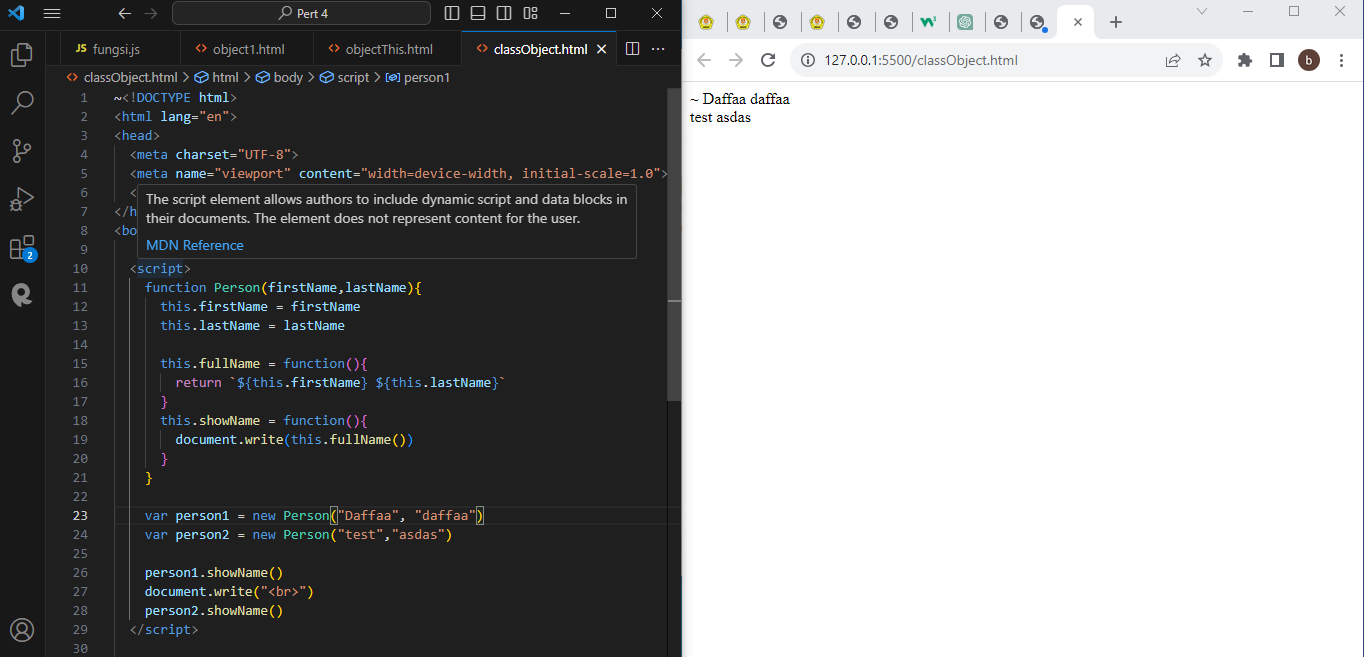 Pert 4
JS fungsi.js <> object1.html <> objectThis.html <> classObject.html
<> classObject.html > html > body > script > person1
1 ~<!DOCTYPE html>
2 <html lang="en">
3 <head>
4 <meta charset="UTF-8">
5 <meta name="viewport" content="width=device-width, initial-scale=1.0">
6 <
7 </h
8 <bo
9
The script element allows authors to include dynamic script and data blocks in
their documents. The element does not represent content for the user.
MDN Reference
10 <script>
11 function Person(firstName,lastName){
12 this.firstName = firstName
13 this.lastName = lastName
14
15 this.fullName = function(){
16 return `${this.firstName} ${this.lastName}`
17 }
18 this.showName = function(){
19 document.write(this.fullName())
20 }
21 }
22
23 var person1 = new Person("Daffaa", "daffaa")
24 var person2 = new Person("test","asdas")
25
26 person1.showName()
27 document.write("<br>")
28 person2.showName()
29 </script>
30
2
127.0.0.1:5500/classObject.html
b
~ Daffaa daffaa
test asdas